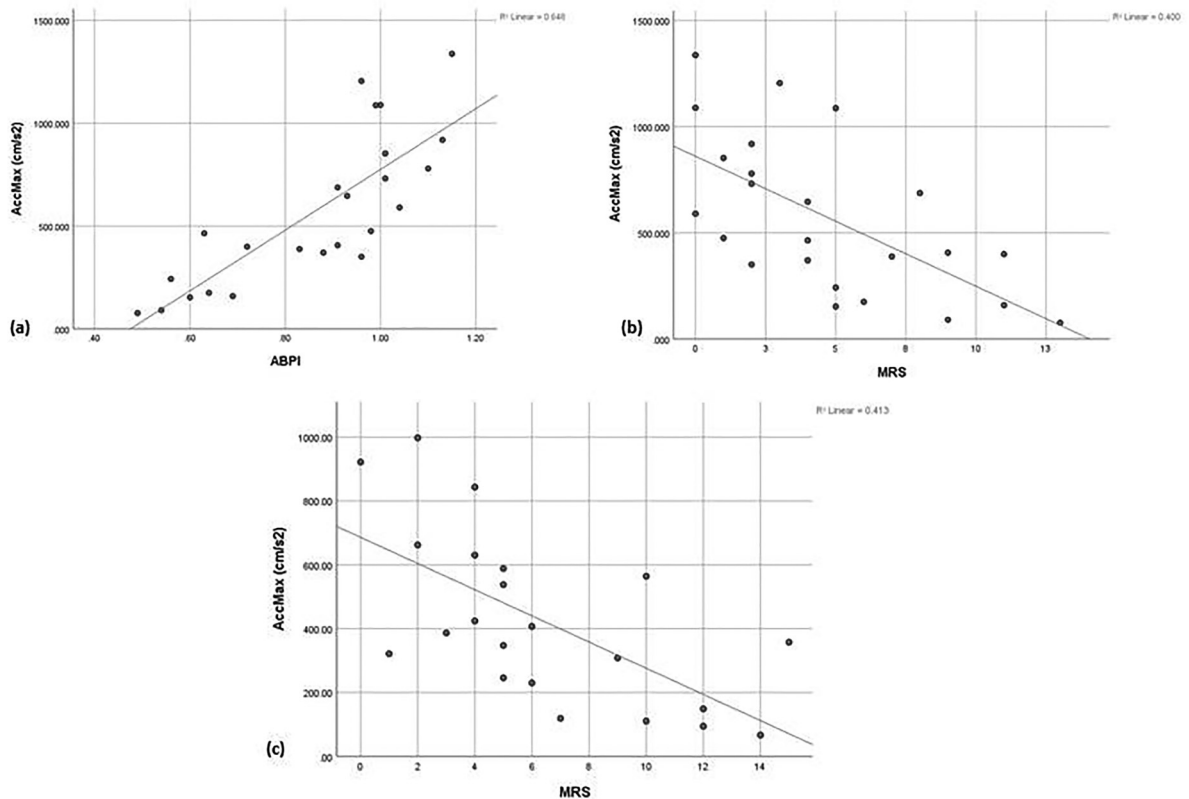 R² Linear = 0.648
1500.000
1000.000
500.000
.000
AccMax (cm/s2)
.40 .60 .80 1.00 1.20
ABPI
(a)
R² Linear = 0.400
1500.000
1000.000
500.000
.000
AccMax (cm/s2)
0 3 5 8 10 13
MRS
(b)
R² Linear = 0.413
1000.00
800.00
600.00
400.00
200.00
.00
AccMax (cm/s2)
0 2 4 6 8 10 12 14
MRS
(c)